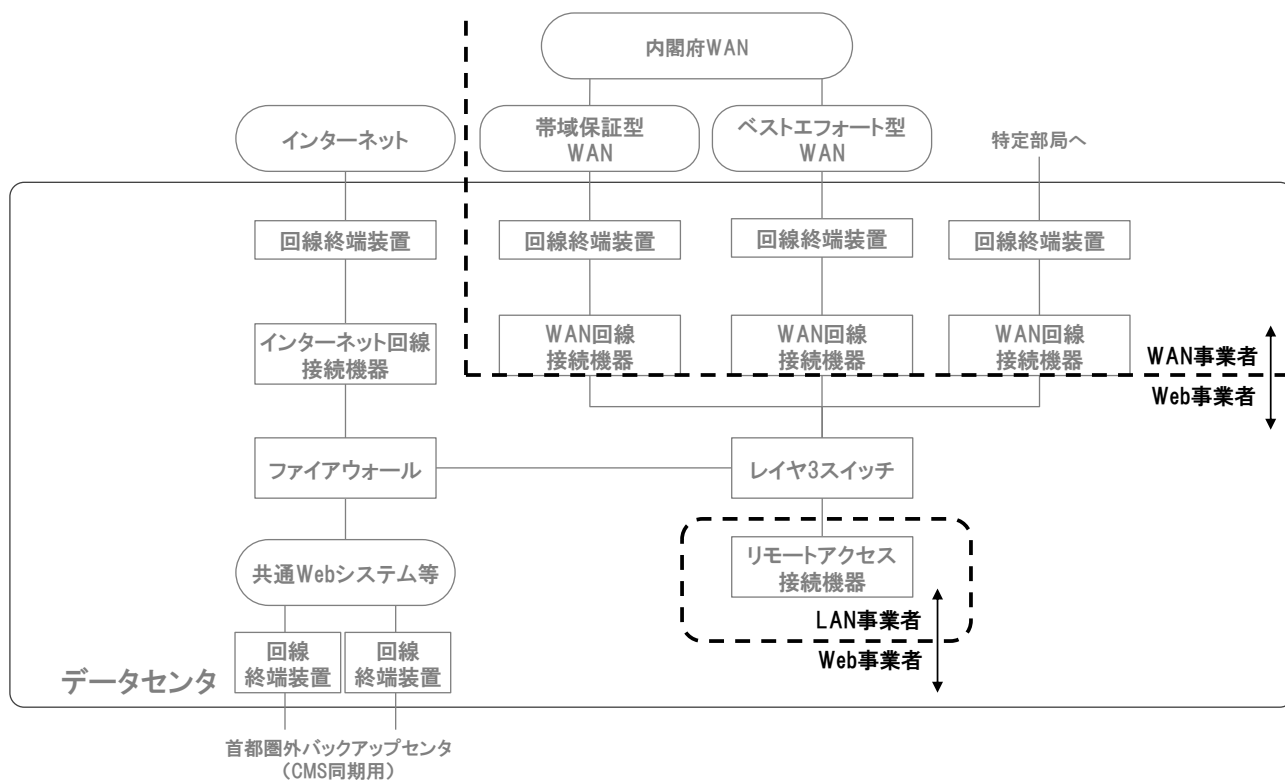 内閣府WAN
インターネット
帯域保証型
WAN
ベストエフォート型
WAN
特定部局へ
回線終端装置
回線終端装置
回線終端装置
回線終端装置
インターネット回線
接続機器
WAN回線
接続機器
WAN回線
接続機器
WAN回線
接続機器
WAN事業者
Web事業者
ファイアウォール
レイヤ3スイッチ
リモートアクセス
接続機器
共通Webシステム等
LAN事業者
Web事業者
回線
終端装置
回線
終端装置
データセンタ
首都圏外バックアップセンタ
（CMS同期用）